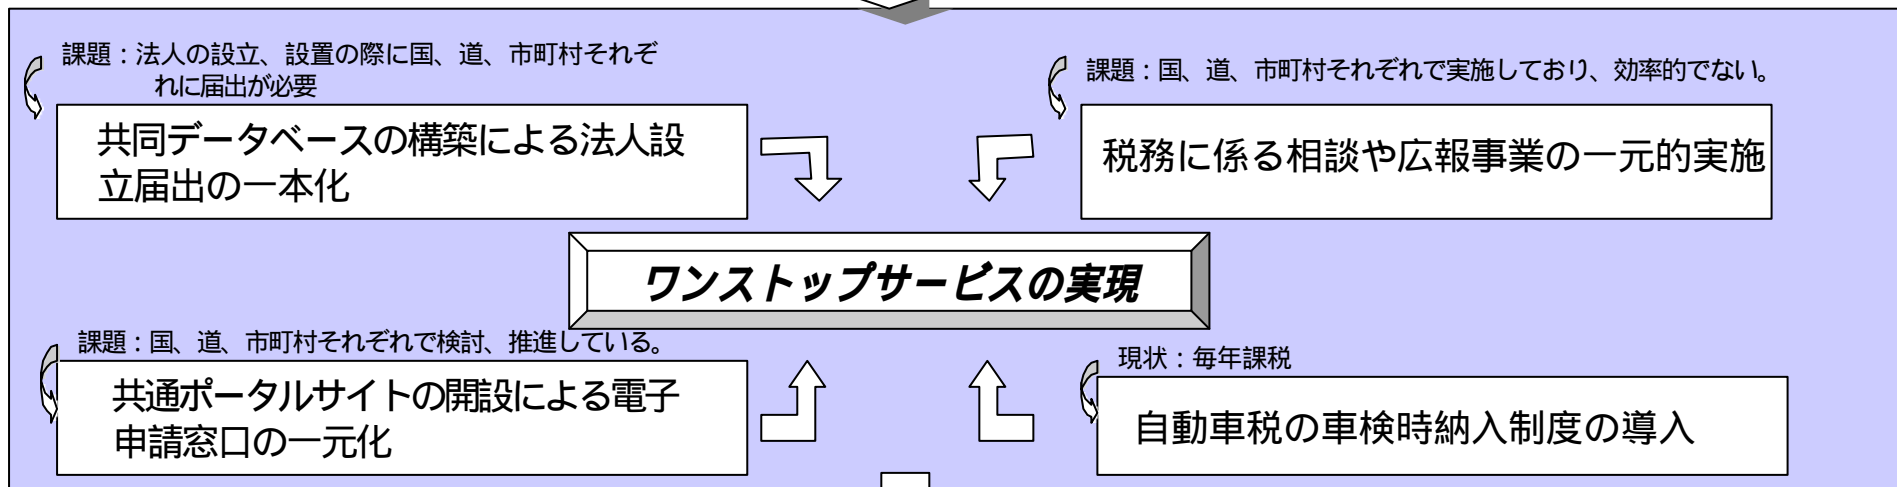 課題：法人の設立、設置の際に国、道、市町村それぞ
れに届出が必要
共同データベースの構築による法人設
立届出の一本化
課題：国、道、市町村それぞれで実施しており、効率的でない。
税務に係る相談や広報事業の一元的実施
ワンストップサービスの実現
課題：国、道、市町村それぞれで検討、推進している。
共通ポータルサイトの開設による電子
申請窓口の一元化
現状：毎年課税
自動車税の車検時納入制度の導入